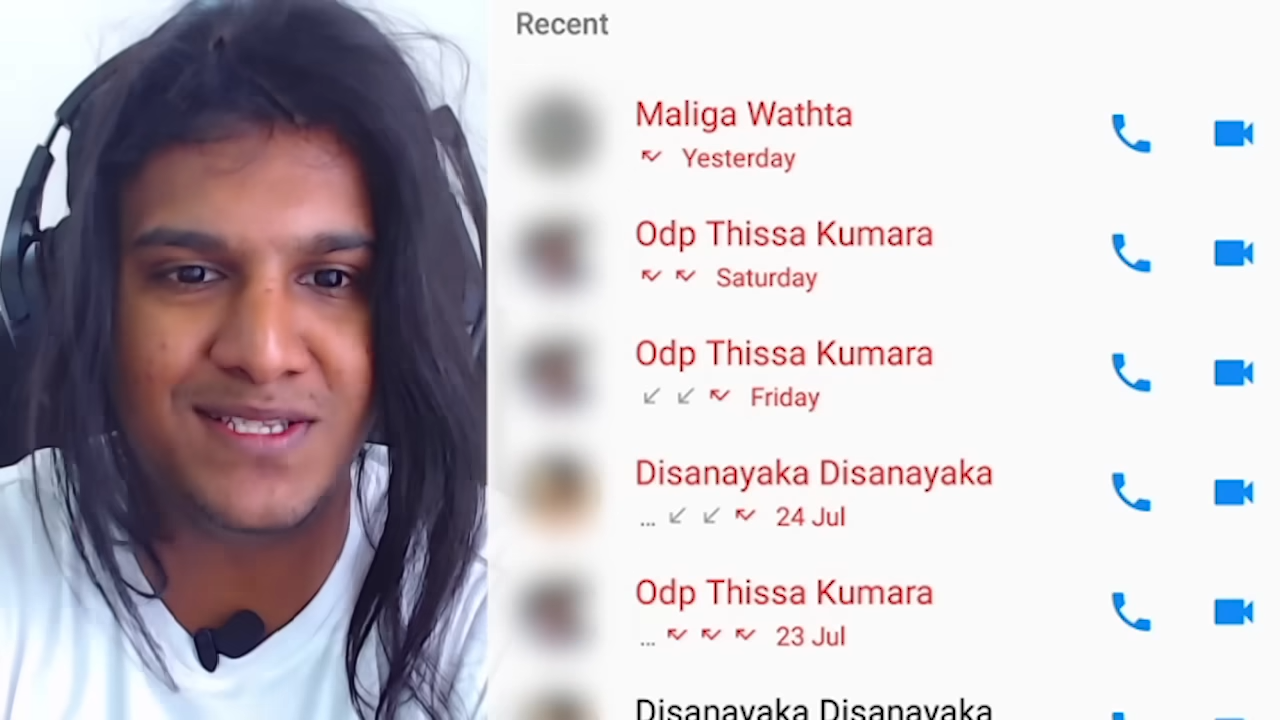 Recent
Maliga Wathta
Yesterday
Odp Thissa Kumara
Saturday
Odp Thissa Kumara
Friday
Disanayaka Disanayaka
... 24 Jul
Odp Thissa Kumara
... 23 Jul
Disanayaka Disanayaka